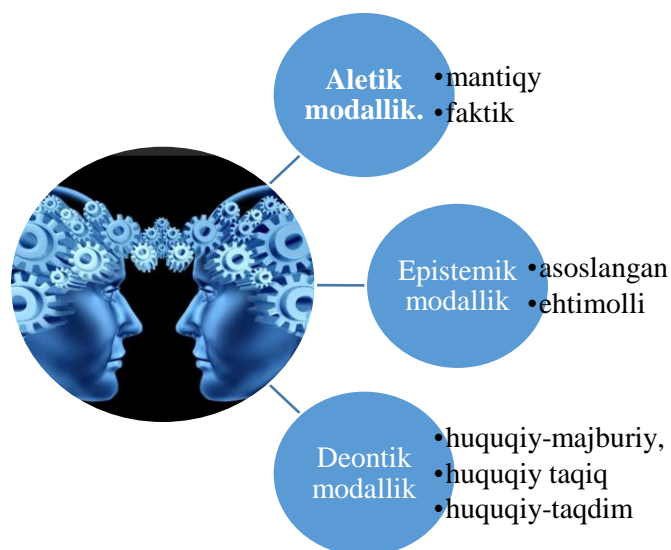 Aletik
modallik.
•mantiqy
•faktik
Epistemik
modallik
•asoslangan
•ehtimolli
Deontik
modallik
•huquqiy-majburiy,
•huquqiy taqiq
•huquqiy-taqdim